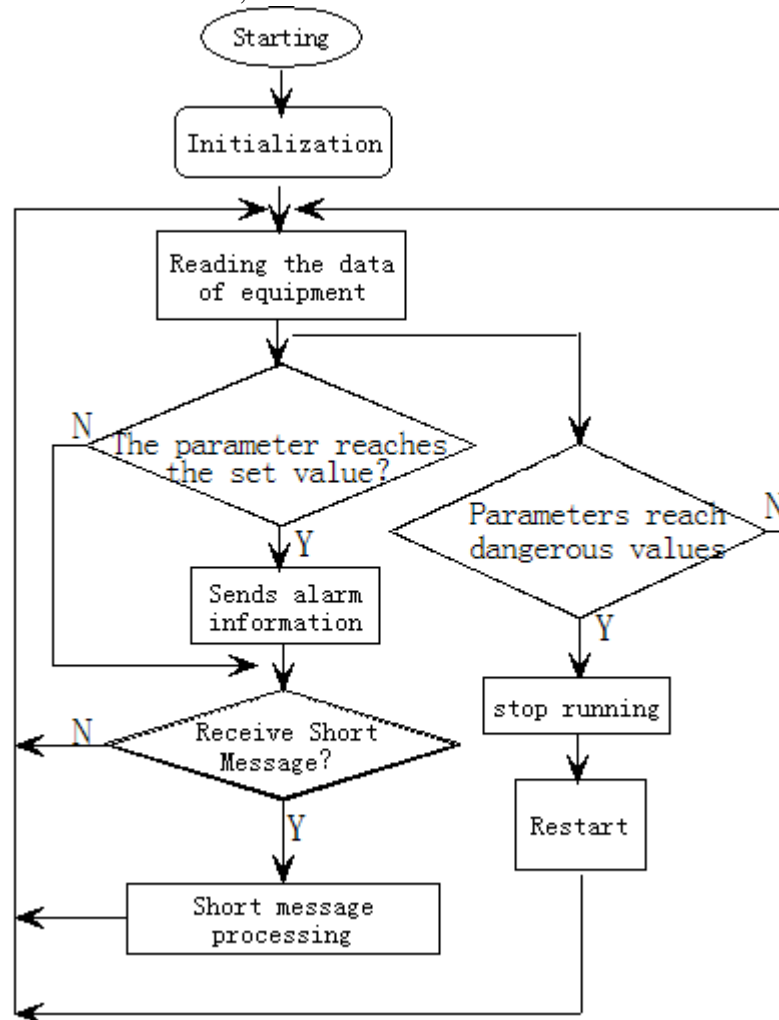 Starting
Initialization
Reading the data
of equipment
N
The parameter reaches
the set value?
Y
Parameters reach
dangerous values
N
Sends alarm
information
Y
stop running
N
Receive Short
Message?
Y
Restart
Short message
processing